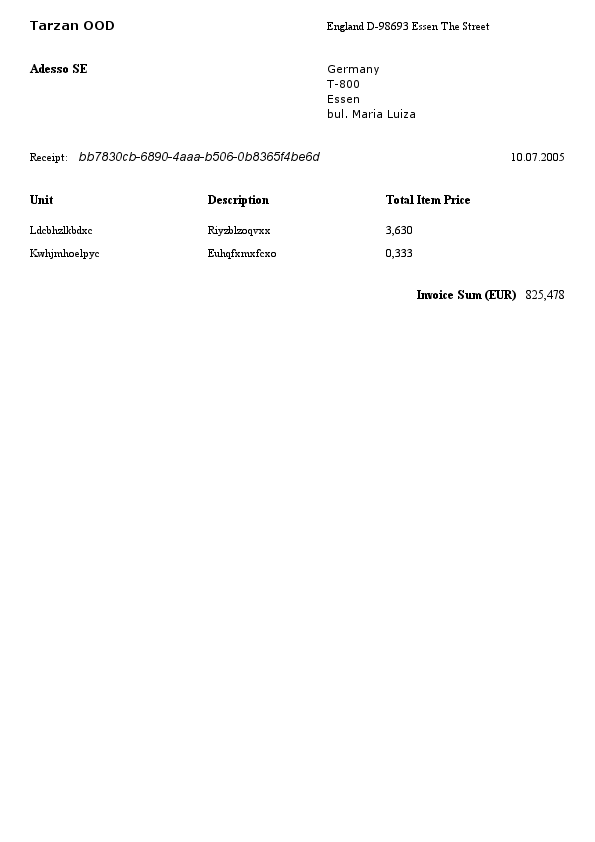 Tarzan OOD England D-98693 Essen The Street
Adesso SE Germany
T-800
Essen
bul. Maria Luiza
Receipt: bb7830cb-6890-4aaa-b506-0b8365f4be6d 10.07.2005
Unit Description Total Item Price
Ldcbhzlkbdxc Riyzblzoqvxx 3,630
Kwhjmhoelpyc Euhqfxmxfcxo 0,333
Invoice Sum (EUR) 825,478